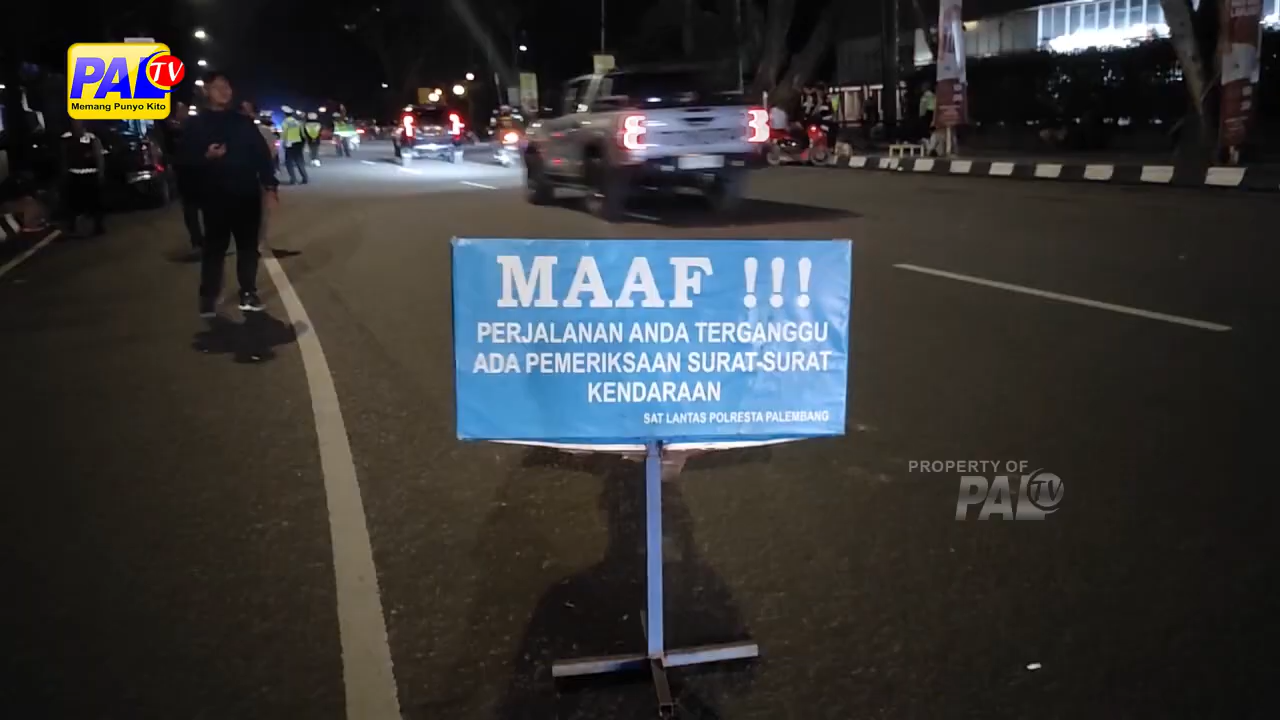 PAL TV
Memang Punyo Kito
MAAF !!!
PERJALANAN ANDA TERGANGGU
ADA PEMERIKSAAN SURAT-SURAT
KENDARAAN
SAT LANTAS POLRESTA PALEMBANG
PROPERTY OF
PAL TV